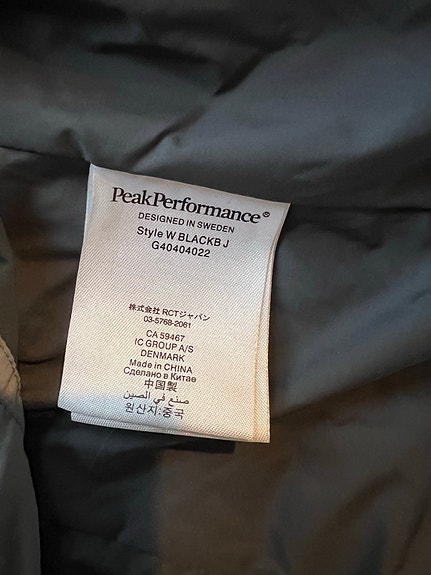 PeakPerformance®
DESIGNED IN SWEDEN
Style W BLACKB J
G40404022
株式会社 RCTジャパン
03-5768-2061
CA 59467
IC GROUP A/S
DENMARK
Made in CHINA
Сделано в Китае
中国製
صنع في الصين
원산지:중국